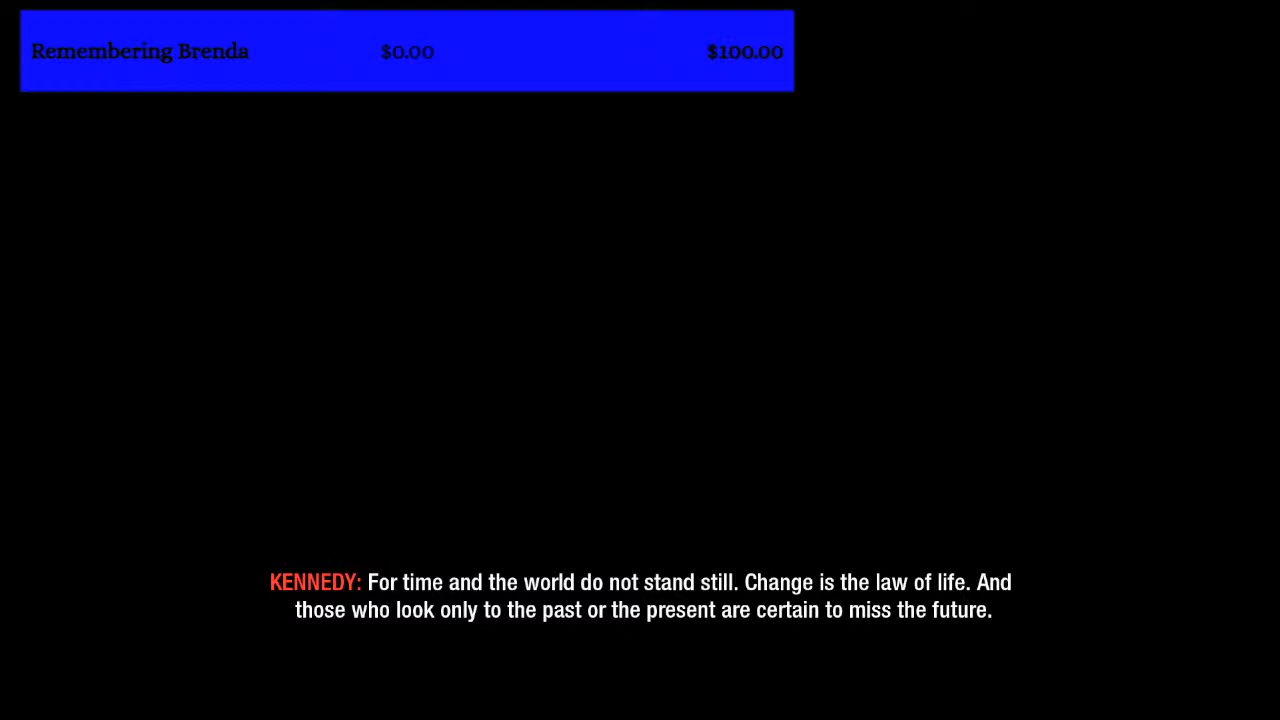 Remembering Brenda $0.00 $100.00
KENNEDY: For time and the world do not stand still. Change is the law of life. And
those who look only to the past or the present are certain to miss the future.